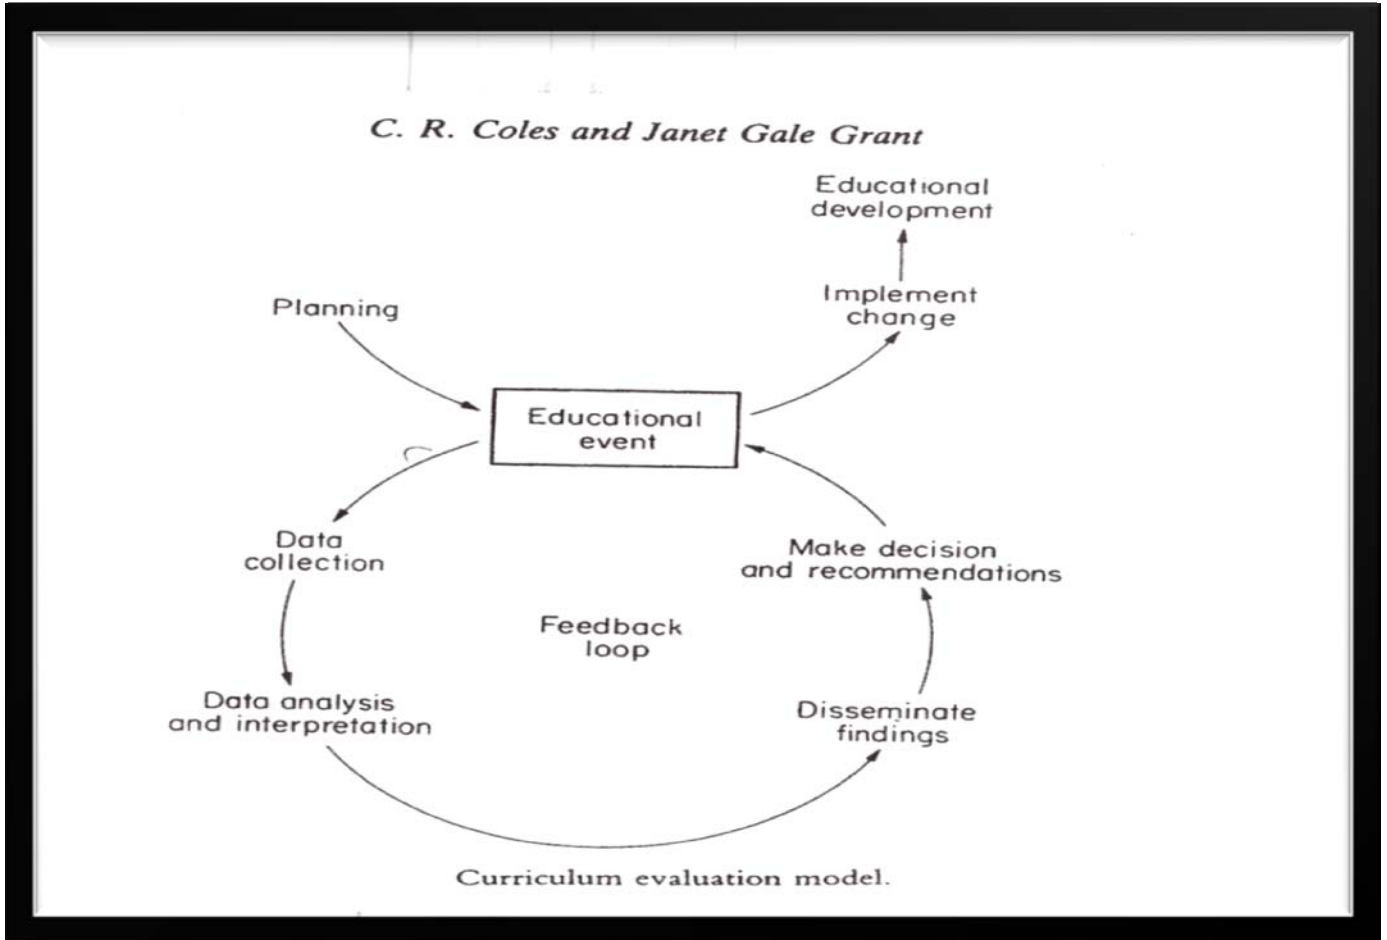 C. R. Coles and Janet Gale Grant
Educational
development
Implement
change
Planning
Educational
event
Data
collection
Make decision
and recommendations
Feedback
loop
Data analysis
and interpretation
Disseminate
findings
Curriculum evaluation model.